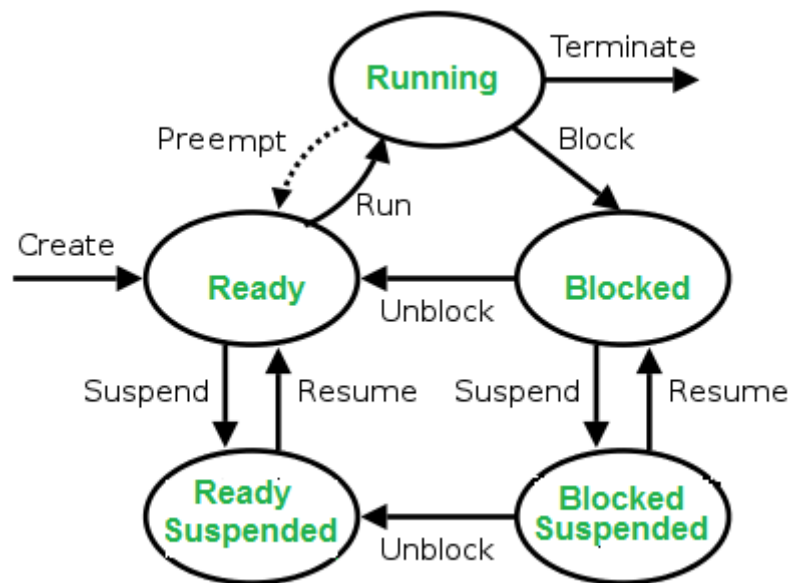 Terminate
Running
Preempt
Block
Run
Create
Ready
Blocked
Unblock
Suspend
Resume
Suspend
Resume
Ready
Suspended
Blocked
Suspended
Unblock